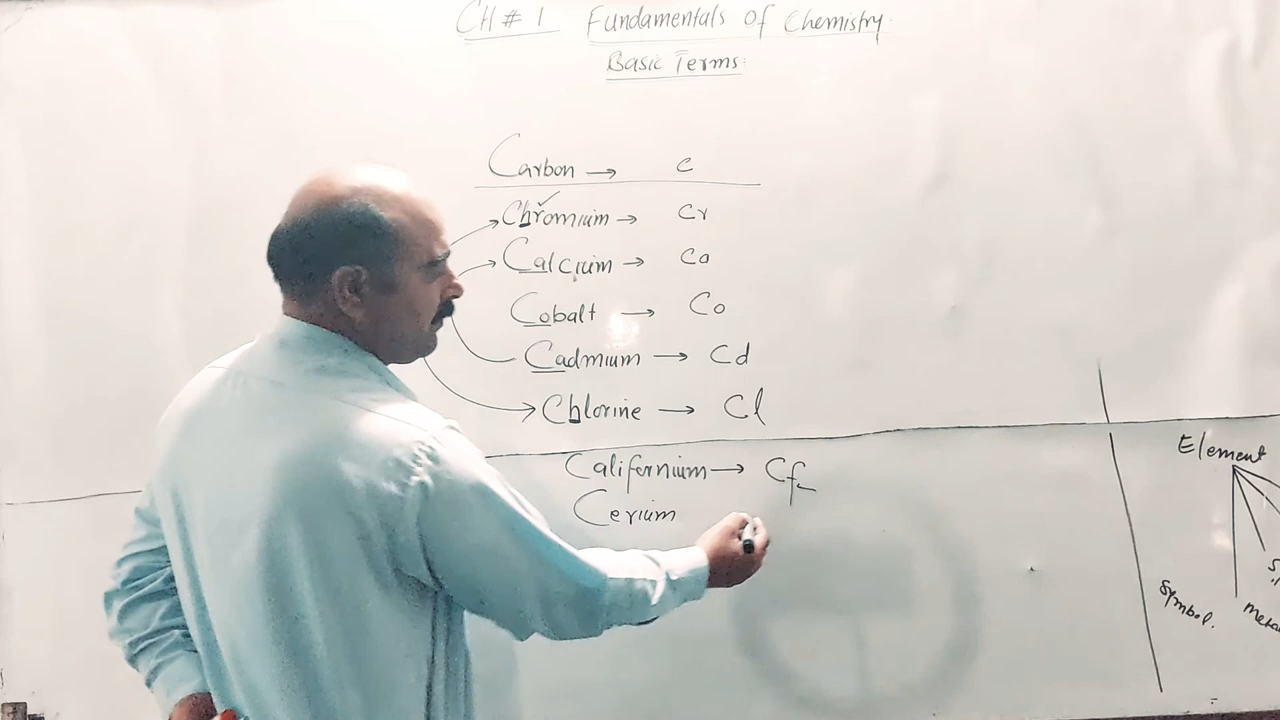 CH # 1 Fundamentals of Chemistry
Basic Terms:
Carbon → C
Chromium → Cr
Calcium → Ca
Cobalt → Co
Cadmium → Cd
Chlorine → Cl
Califernium → Cf
Cerium
Element
Symbol.